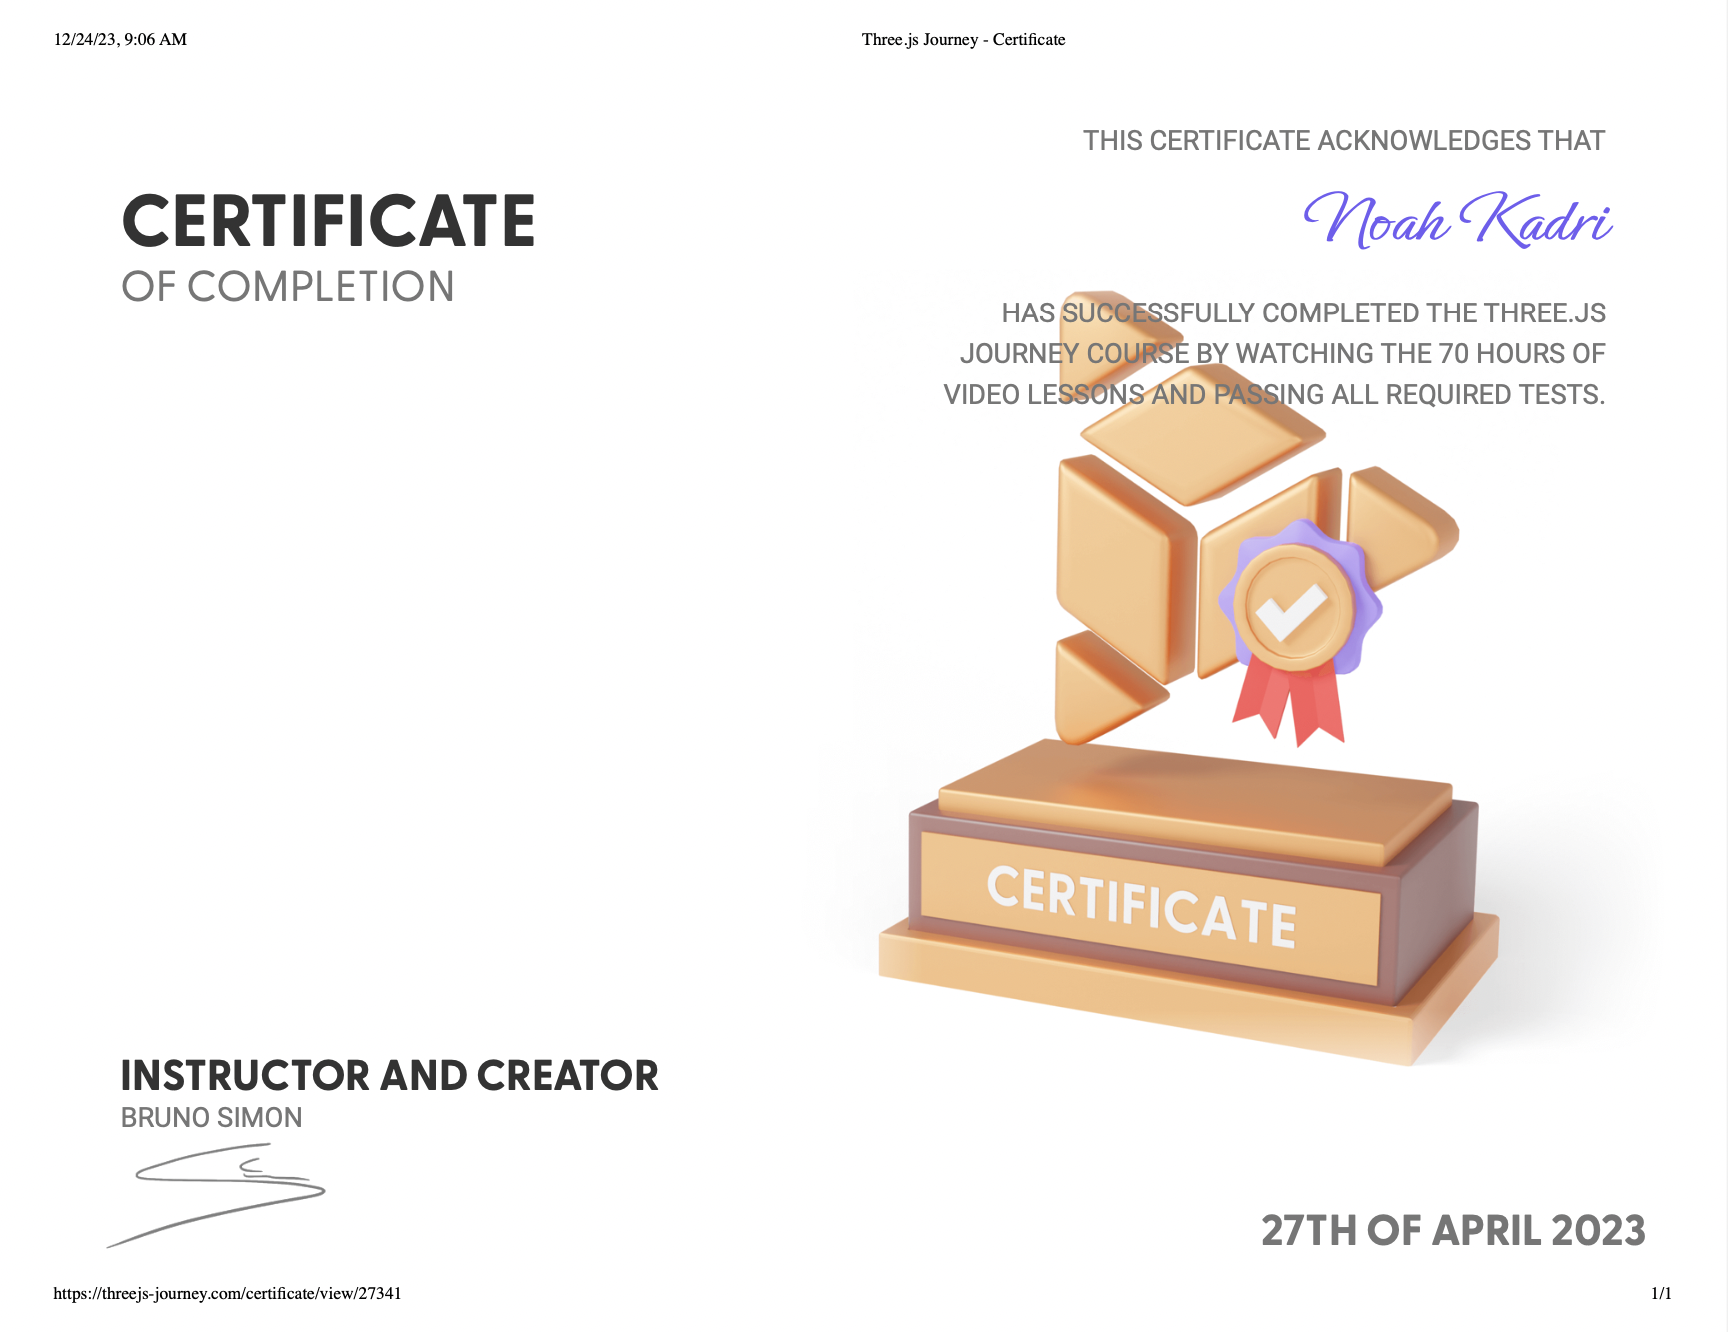 12/24/23, 9:06 AM
Three.js Journey - Certificate
CERTIFICATE
OF COMPLETION
THIS CERTIFICATE ACKNOWLEDGES THAT
Noah Kadri
HAS SUCCESSFULLY COMPLETED THE THREE.JS
JOURNEY COURSE BY WATCHING THE 70 HOURS OF
VIDEO LESSONS AND PASSING ALL REQUIRED TESTS.
CERTIFICATE
INSTRUCTOR AND CREATOR
BRUNO SIMON
27TH OF APRIL 2023
https://threejs-journey.com/certificate/view/27341
1/1